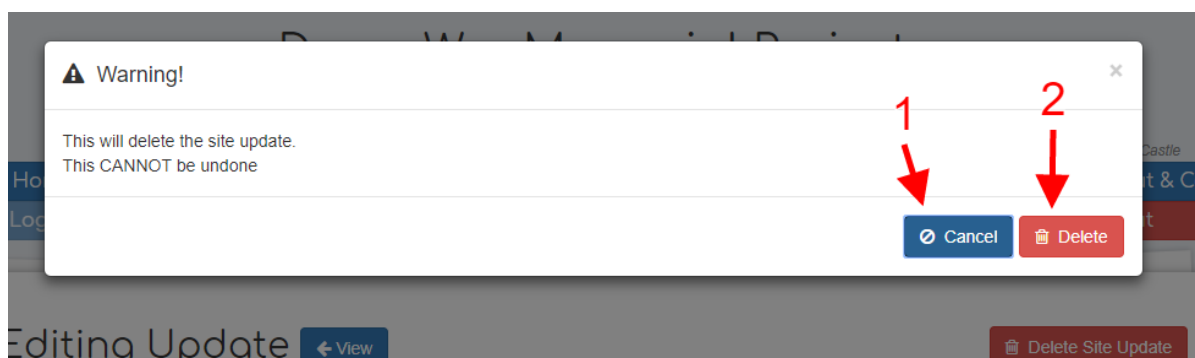 Warning! ×
1 2
This will delete the site update.
This CANNOT be undone
Castle
Cancel Delete
Editing Update View Delete Site Update